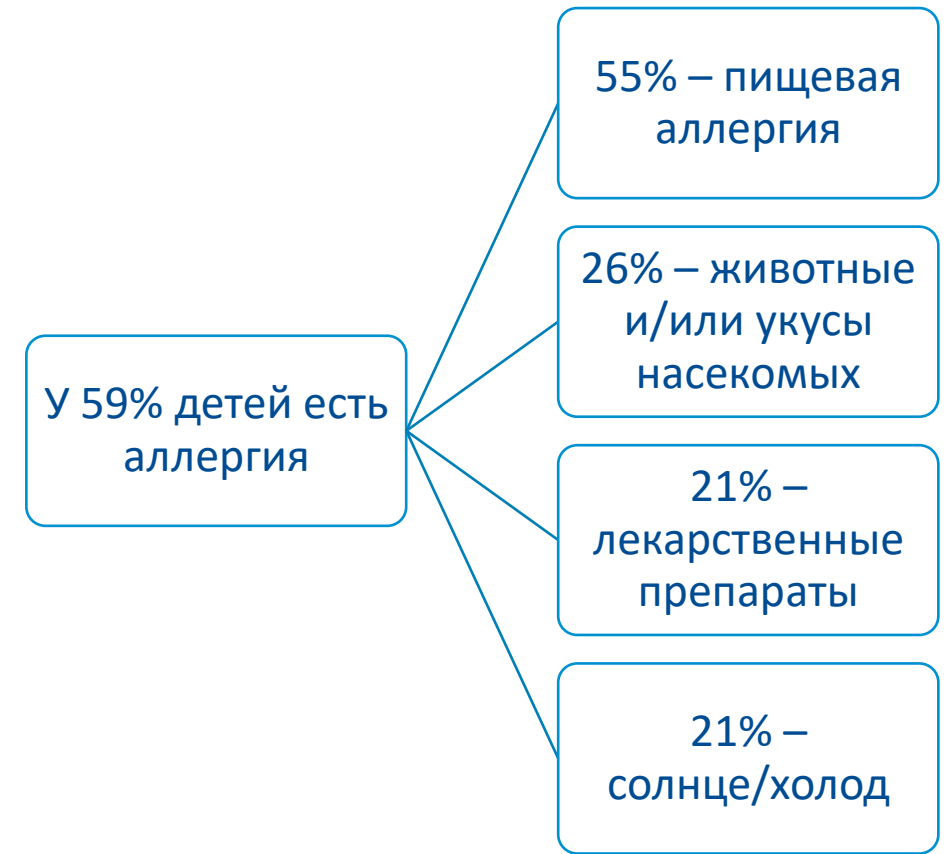 У 59% детей есть
аллергия
55% – пищевая
аллергия
26% – животные
и/или укусы
насекомых
21% –
лекарственные
препараты
21% –
солнце/холод